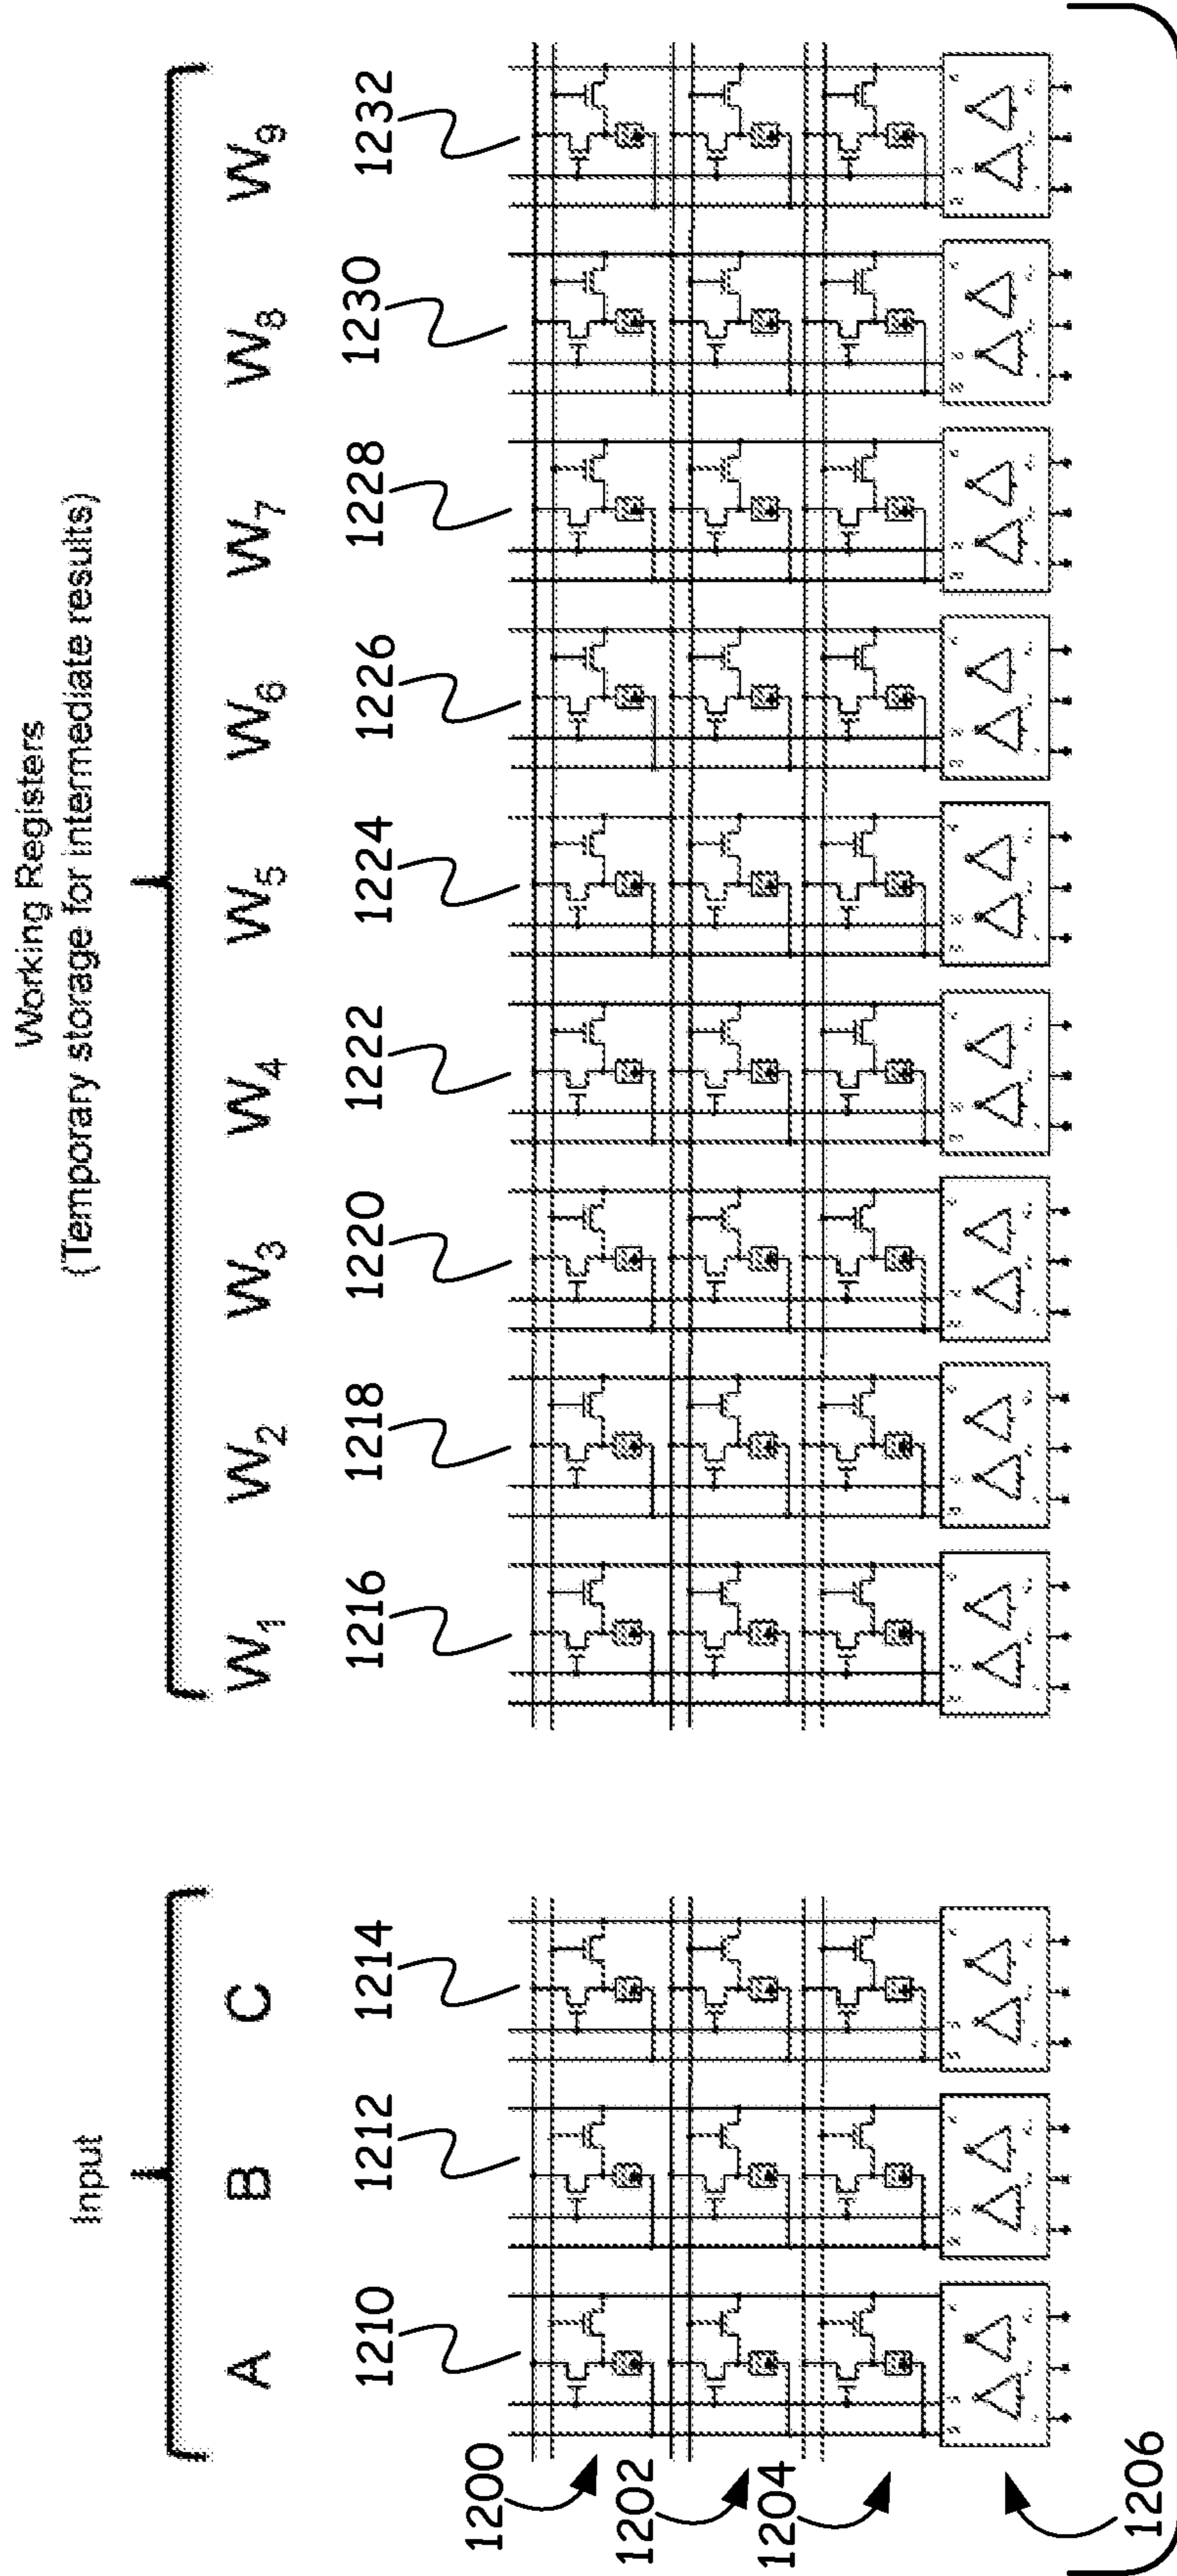 Working Registers
(Temporary storage for intermediate results)
Input
A B C W1 W2 W3 W4 W5 W6 W7 W8 W9
1210 1212 1214 1216 1218 1220 1222 1224 1226 1228 1230 1232
1200
1202
1204
1206